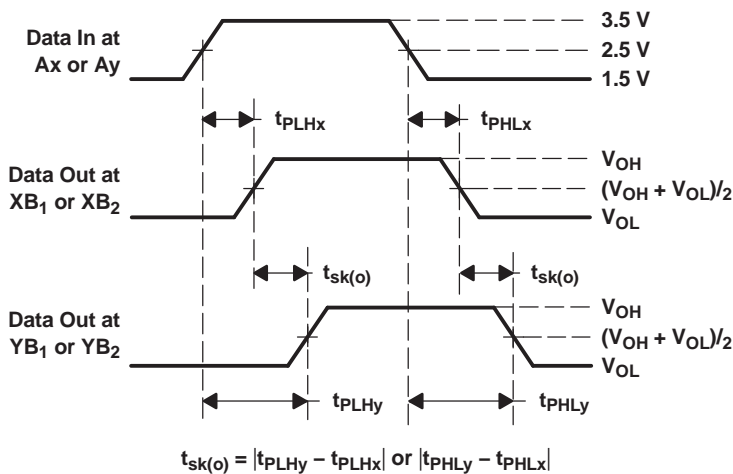 Data In at
Ax or Ay
3.5 V
2.5 V
1.5 V
tPLHx
tPHLx
Data Out at
XB1 or XB2
VOH
(VOH + VOL)/2
VOL
tsk(o)
tsk(o)
Data Out at
YB1 or YB2
VOH
(VOH + VOL)/2
VOL
tPLHy
tPHLy
tsk(o) = |tPLHy – tPLHx| or |tPHLy – tPHLx|